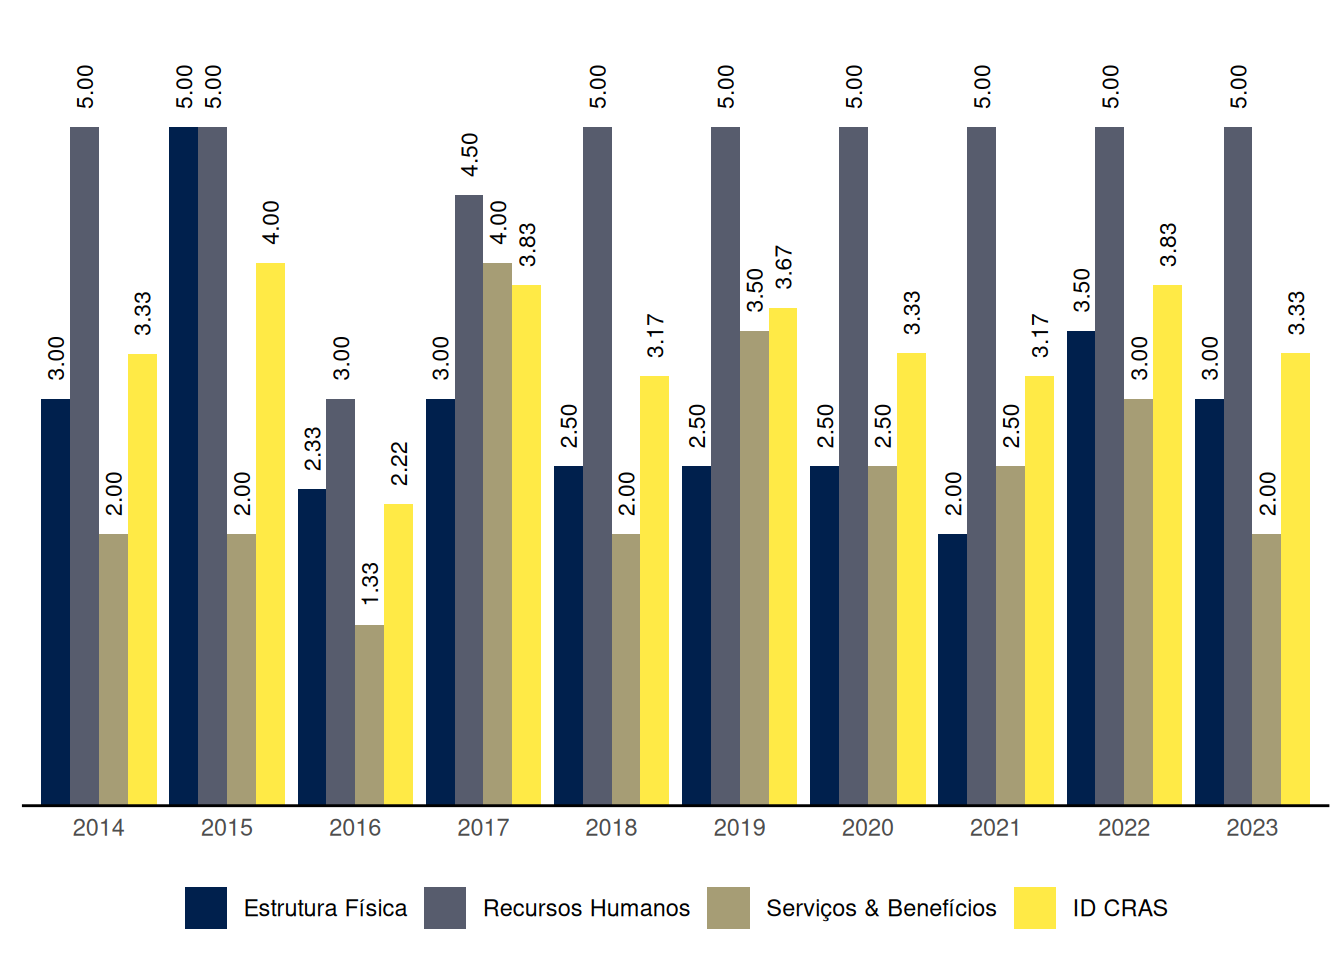 3.00 5.00 2.00 3.33
5.00 5.00 2.00 4.00
2.33 3.00 1.33 2.22
3.00 4.50 4.00 3.83
2.50 5.00 2.00 3.17
2.50 5.00 3.50 3.67
2.50 5.00 2.50 3.33
2.00 5.00 2.50 3.17
3.50 5.00 3.00 3.83
3.00 5.00 2.00 3.33
2014 2015 2016 2017 2018 2019 2020 2021 2022 2023
Estrutura Física Recursos Humanos Serviços & Benefícios ID CRAS